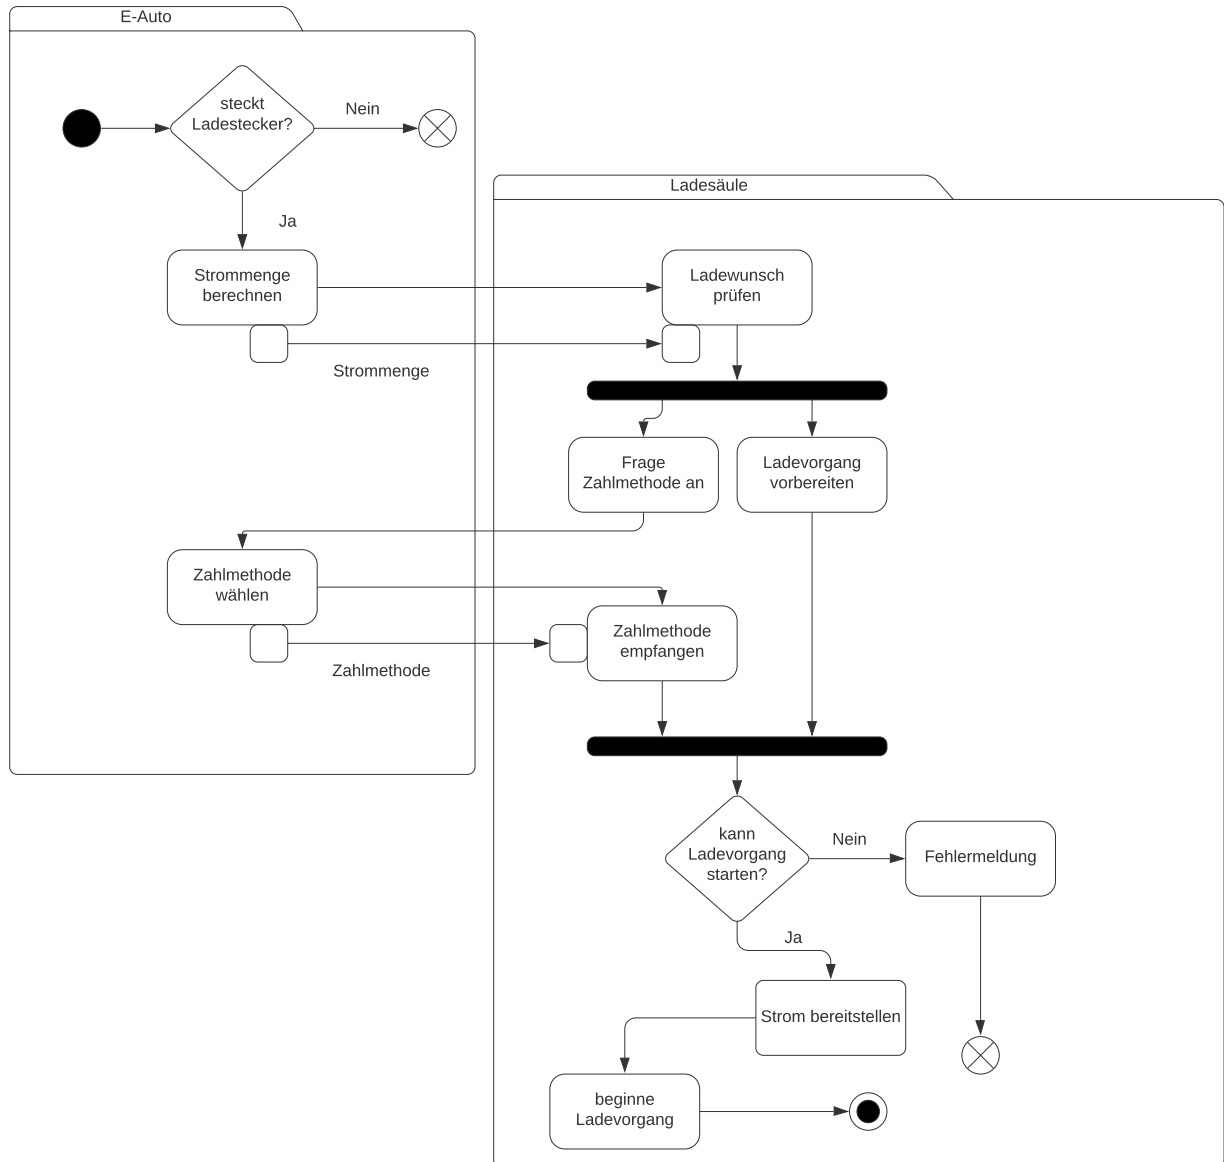 E-Auto
steckt
Ladestecker?
Nein
Ja
Ladesäule
Strommenge
berechnen
Ladewunsch
prüfen
Strommenge
Frage
Zahlmethode an
Ladevorgang
vorbereiten
Zahlmethode
wählen
Zahlmethode
empfangen
Zahlmethode
kann
Ladevorgang
starten?
Nein
Fehlermeldung
Ja
Strom bereitstellen
beginne
Ladevorgang